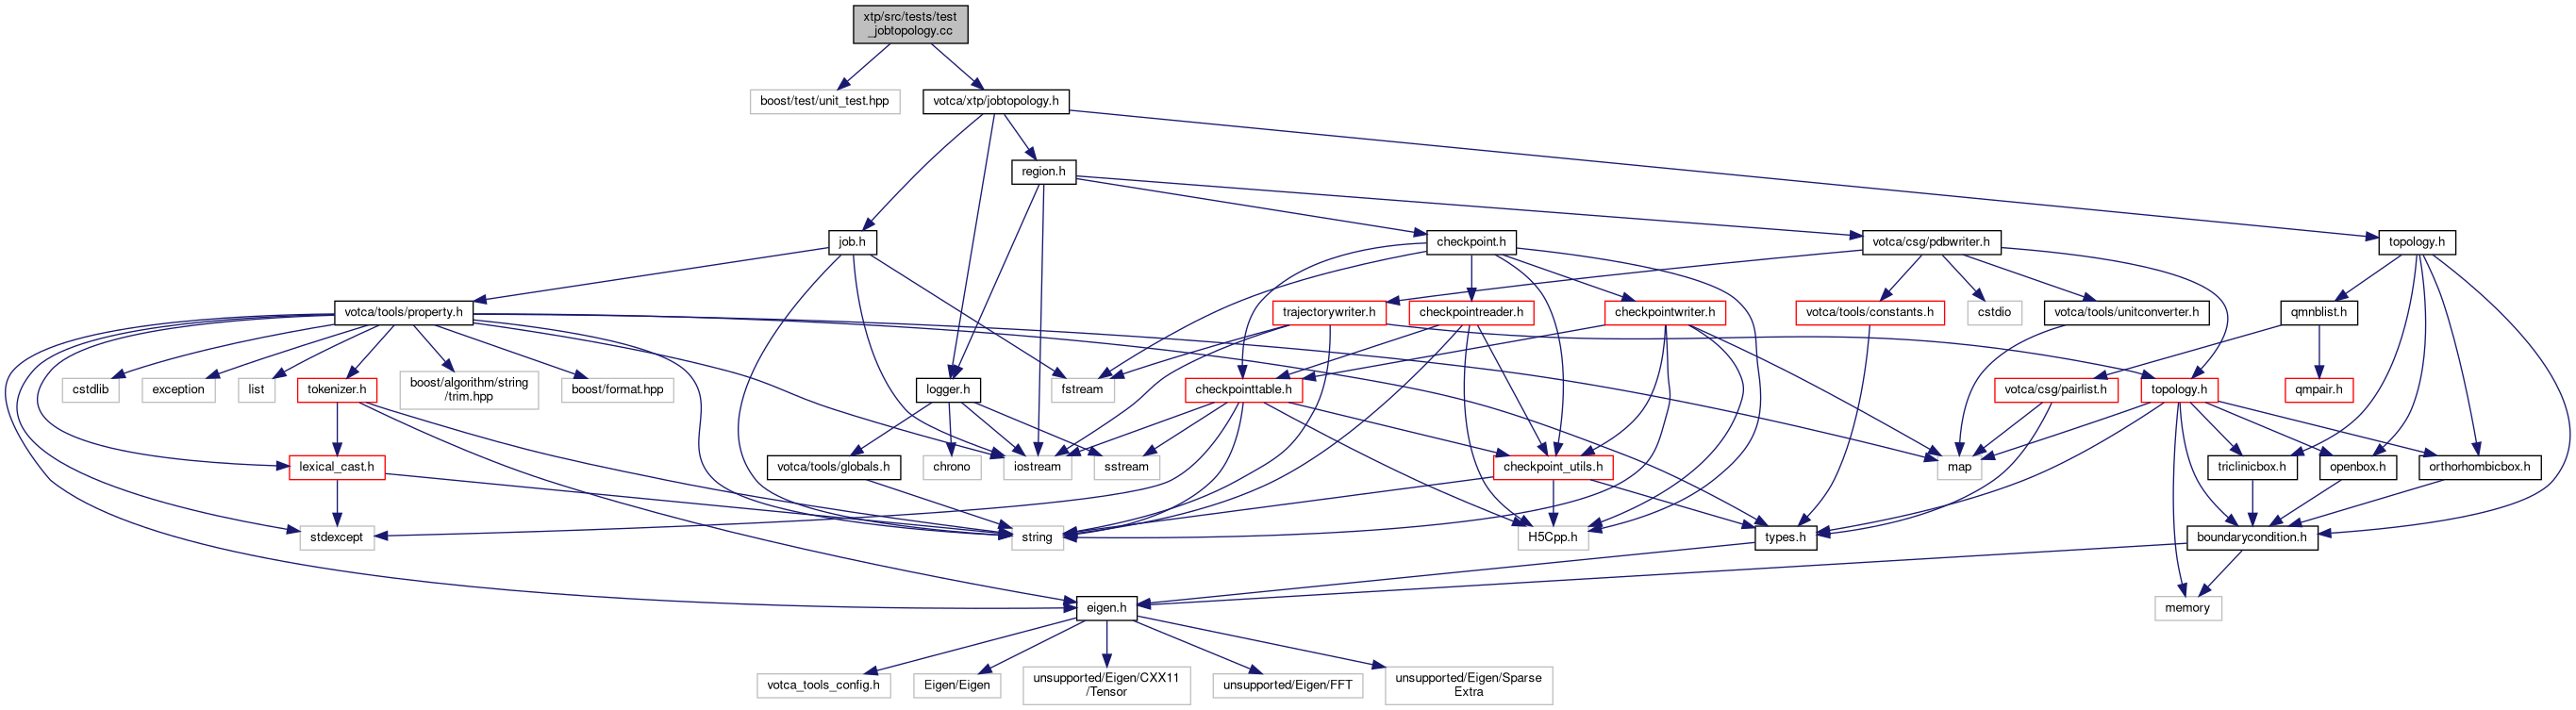 xtp/src/tests/test
_jobtopology.cc
boost/test/unit_test.hpp
votca/xtp/jobtopology.h
region.h
job.h
checkpoint.h
votca/csg/pdbwriter.h
topology.h
votca/tools/property.h
trajectorywriter.h
checkpointreader.h
checkpointwriter.h
votca/tools/constants.h
cstdio
votca/tools/unitconverter.h
qmnblist.h
cstdlib
exception
list
tokenizer.h
boost/algorithm/string
/trim.hpp
boost/format.hpp
logger.h
fstream
checkpointtable.h
votca/csg/pairlist.h
topology.h
qmpair.h
lexical_cast.h
votca/tools/globals.h
chrono
iostream
sstream
checkpoint_utils.h
map
triclinicbox.h
openbox.h
orthorhombicbox.h
stdexcept
string
H5Cpp.h
types.h
boundarycondition.h
eigen.h
memory
votca_tools_config.h
Eigen/Eigen
unsupported/Eigen/CXX11
/Tensor
unsupported/Eigen/FFT
unsupported/Eigen/Sparse
Extra